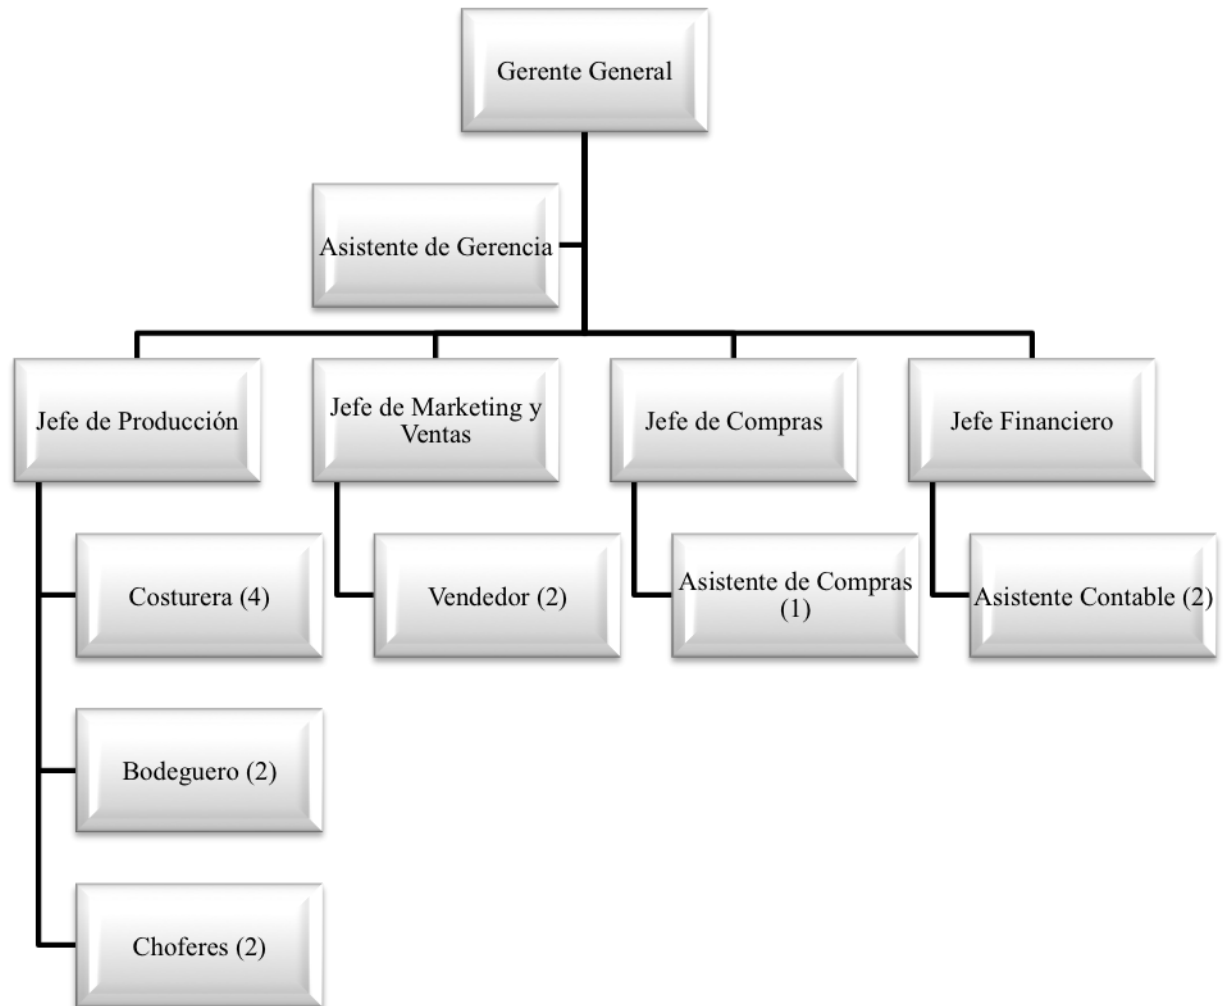 Gerente General
Asistente de Gerencia
Jefe de Producción
Jefe de Marketing y
Ventas
Jefe de Compras
Jefe Financiero
Costurera (4)
Vendedor (2)
Asistente de Compras
(1)
Asistente Contable (2)
Bodeguero (2)
Choferes (2)